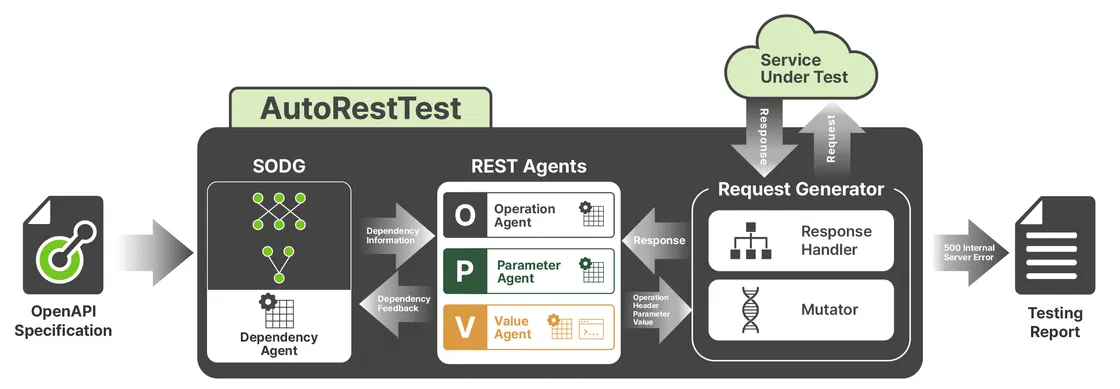 Service
Under Test
AutoRestTest
Response
Request
SODG
REST Agents
Request Generator
O
Operation
Agent
Dependency
Information
Response
Response
Handler
500 Internal
Server Error
P
Parameter
Agent
Dependency
Feedback
Operation
Header
Parameter
Value
V
Value
Agent
>...
Mutator
Dependency
Agent
OpenAPI
Specification
Testing
Report